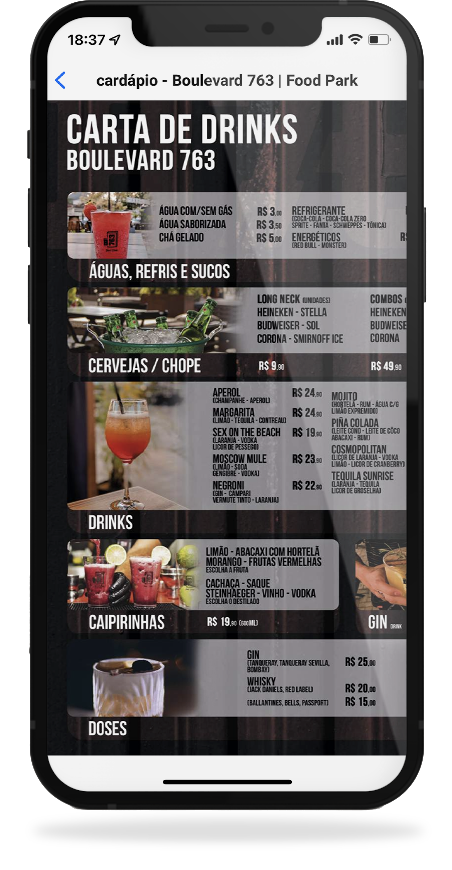 18:37
cardápio - Boulevard 763 | Food Park
CARTA DE DRINKS
BOULEVARD 763
ÁGUA COM/SEM GÁS R$ 3,00
ÁGUA SABORIZADA R$ 3,50
CHÁ GELADO R$ 5,00
REFRIGERANTE
(COCA-COLA - COCA-COLA ZERO
SPRITE - FANTA - SCHWEPPES - TÔNICA)
ENERGÉTICOS R$
(RED BULL - MONSTER)
ÁGUAS, REFRIS E SUCOS
LONG NECK (UNIDADES)
HEINEKEN - STELLA
BUDWEISER - SOL
CORONA - SMIRNOFF ICE
COMBOS
HEINEKEN
BUDWEISE
CORONA
CERVEJAS / CHOPE R$ 9,90 R$ 49,90
APEROL R$ 24,90
(CHAMPANHE - APEROL)
MARGARITA R$ 24,90
(LIMÃO - TEQUILA - CONTREAU)
SEX ON THE BEACH R$ 19,90
(LARANJA - VODKA
LICOR DE PESSEGO)
MOSCOW MULE R$ 23,90
(LIMÃO - SODA
GENGIBRE - VODKA)
NEGRONI R$ 22,90
(GIN - CAMPARI
VERMUTE TINTO - LARANJA)
MOJITO
(HORTELÃ - RUM - ÁGUA C/G
LIMÃO EXPREMIDO)
PIÑA COLADA
(LEITE COND - LEITE DE CÔCO
ABACAXI - RUM)
COSMOPOLITAN
(LICOR DE LARANJA - VODKA
LIMÃO - LICOR DE CRANBERRY)
TEQUILA SUNRISE
(LARANJA - TEQUILA
LICOR DE GROSELHA)
DRINKS
LIMÃO - ABACAXI COM HORTELÃ
MORANGO - FRUTAS VERMELHAS
ESCOLHA A FRUTA
CACHAÇA - SAQUE
STEINHAEGER - VINHO - VODKA
ESCOLHA O DESTILADO
CAIPIRINHAS R$ 19,90 (500ML)
GIN DRINK
GIN R$ 25,00
(TANQUERAY, TANQUERAY SEVILLA,
BOMBAY)
WHISKY
(JACK DANIELS, RED LABEL) R$ 20,00
(BALLANTINES, BELLS, PASSPORT) R$ 15,00
DOSES